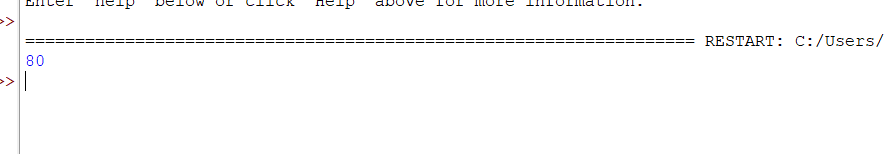 Enter "help" below or click "Help" above for more information.
>>
=================================================================== RESTART: C:/Users/
80
>>